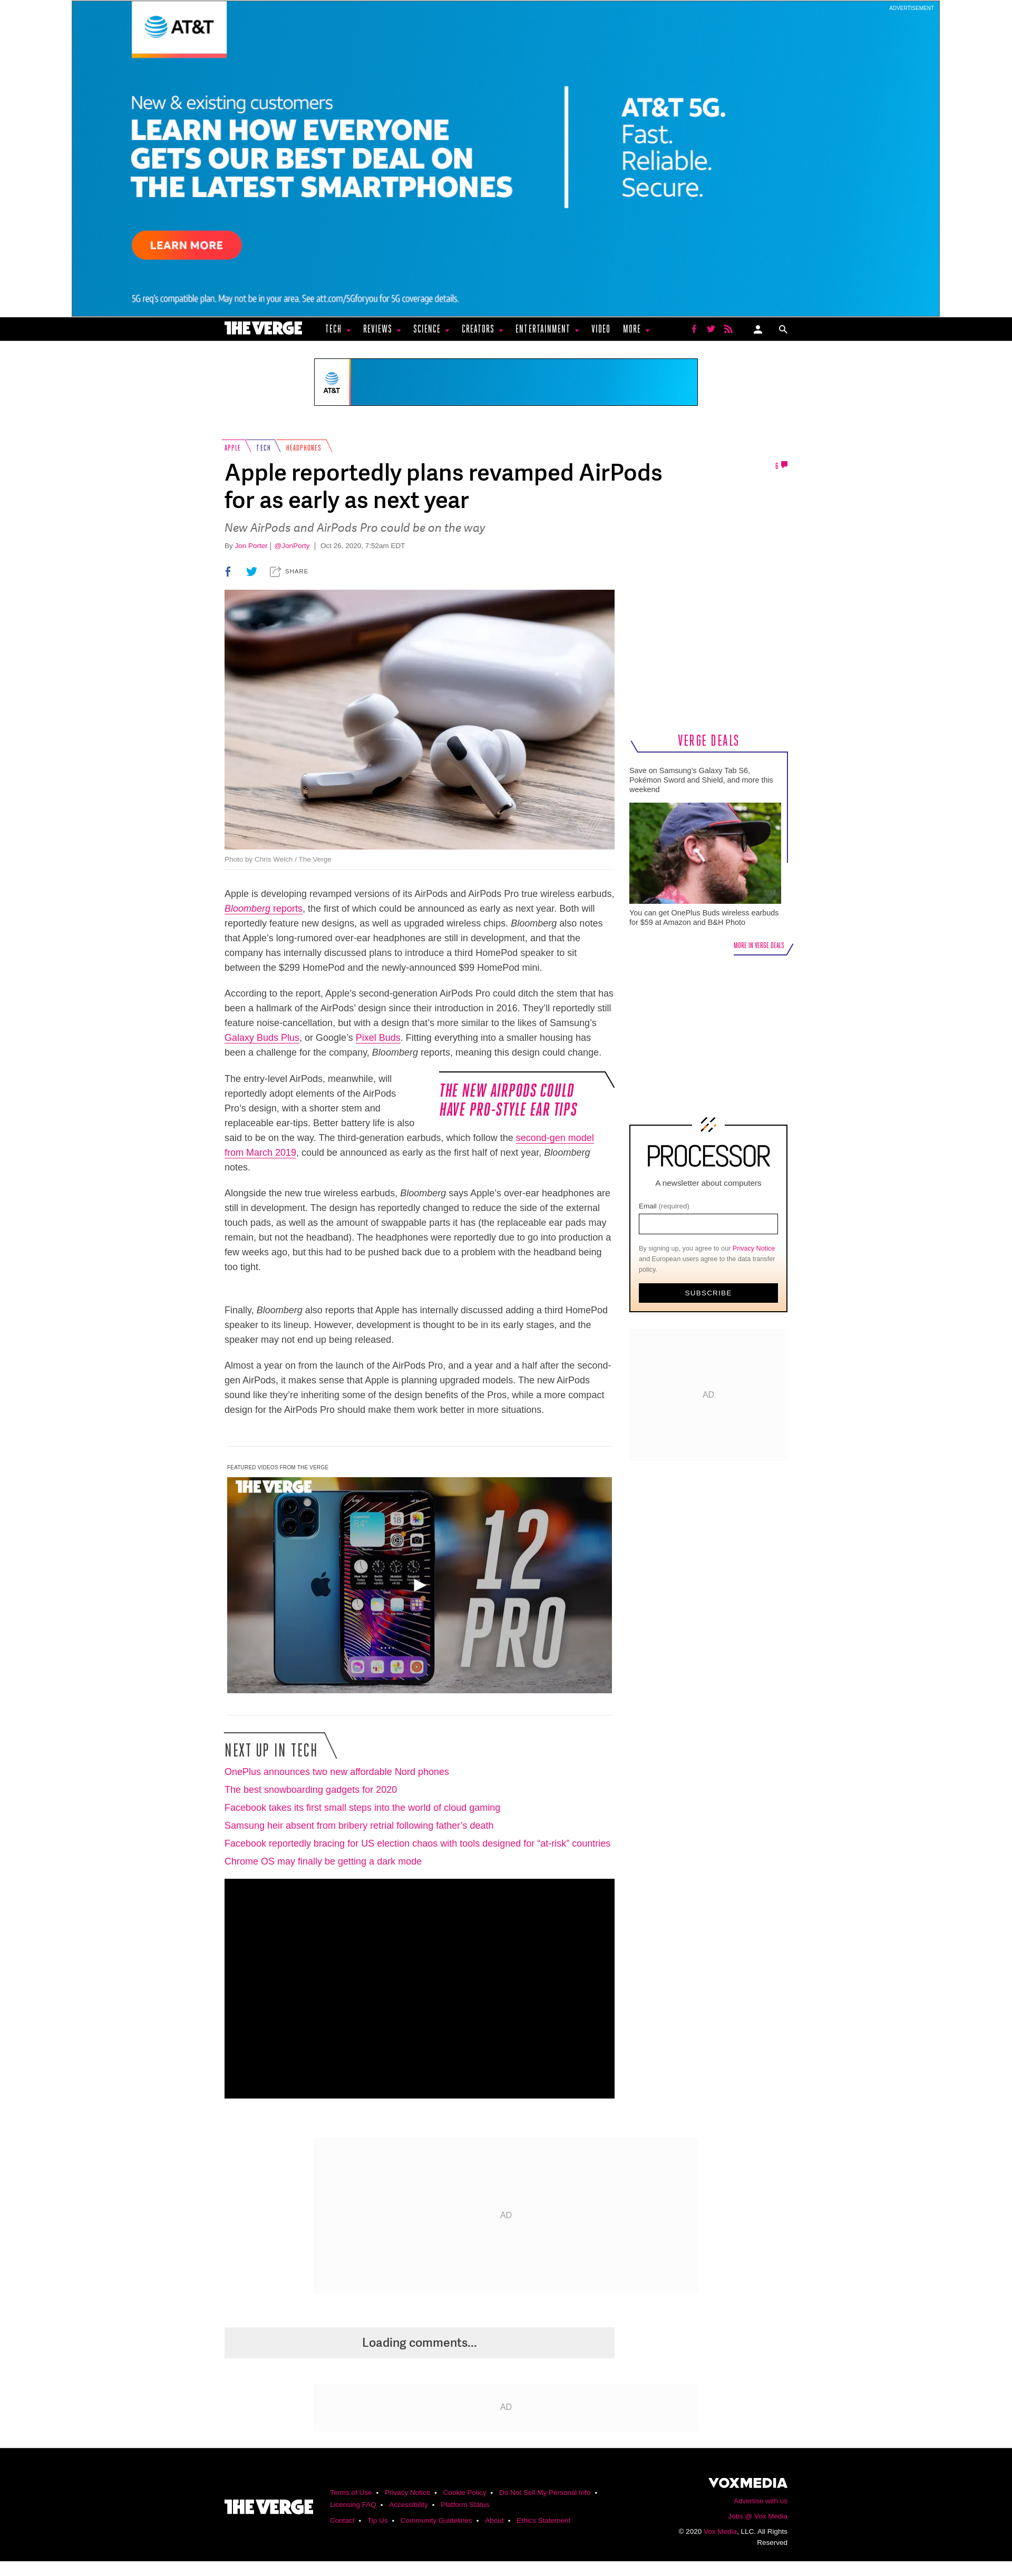 ADVERTISEMENT
AT&T
New & existing customers
LEARN HOW EVERYONE
GETS OUR BEST DEAL ON
THE LATEST SMARTPHONES
AT&T 5G.
Fast.
Reliable.
Secure.
LEARN MORE
5G req's compatible plan. May not be in your area. See att.com/5Gforyou for 5G coverage details.
THE VERGE
TECH REVIEWS SCIENCE CREATORS ENTERTAINMENT VIDEO MORE
AT&T
APPLE TECH HEADPHONES
Apple reportedly plans revamped AirPods
for as early as next year
6
New AirPods and AirPods Pro could be on the way
By Jon Porter | @JonPorty | Oct 26, 2020, 7:52am EDT
SHARE
Photo by Chris Welch / The Verge
Apple is developing revamped versions of its AirPods and AirPods Pro true wireless earbuds,
Bloomberg reports, the first of which could be announced as early as next year. Both will
reportedly feature new designs, as well as upgraded wireless chips. Bloomberg also notes
that Apple’s long-rumored over-ear headphones are still in development, and that the
company has internally discussed plans to introduce a third HomePod speaker to sit
between the $299 HomePod and the newly-announced $99 HomePod mini.
According to the report, Apple’s second-generation AirPods Pro could ditch the stem that has
been a hallmark of the AirPods’ design since their introduction in 2016. They’ll reportedly still
feature noise-cancellation, but with a design that’s more similar to the likes of Samsung’s
Galaxy Buds Plus, or Google’s Pixel Buds. Fitting everything into a smaller housing has
been a challenge for the company, Bloomberg reports, meaning this design could change.
THE NEW AIRPODS COULD
HAVE PRO-STYLE EAR TIPS
The entry-level AirPods, meanwhile, will
reportedly adopt elements of the AirPods
Pro’s design, with a shorter stem and
replaceable ear-tips. Better battery life is also
said to be on the way. The third-generation earbuds, which follow the second-gen model
from March 2019, could be announced as early as the first half of next year, Bloomberg
notes.
Alongside the new true wireless earbuds, Bloomberg says Apple’s over-ear headphones are
still in development. The design has reportedly changed to reduce the side of the external
touch pads, as well as the amount of swappable parts it has (the replaceable ear pads may
remain, but not the headband). The headphones were reportedly due to go into production a
few weeks ago, but this had to be pushed back due to a problem with the headband being
too tight.
Finally, Bloomberg also reports that Apple has internally discussed adding a third HomePod
speaker to its lineup. However, development is thought to be in its early stages, and the
speaker may not end up being released.
Almost a year on from the launch of the AirPods Pro, and a year and a half after the second-
gen AirPods, it makes sense that Apple is planning upgraded models. The new AirPods
sound like they’re inheriting some of the design benefits of the Pros, while a more compact
design for the AirPods Pro should make them work better in more situations.
VERGE DEALS
Save on Samsung’s Galaxy Tab S6,
Pokémon Sword and Shield, and more this
weekend
You can get OnePlus Buds wireless earbuds
for $59 at Amazon and B&H Photo
MORE IN VERGE DEALS
PROCESSOR
A newsletter about computers
Email (required)
By signing up, you agree to our Privacy Notice
and European users agree to the data transfer
policy.
SUBSCRIBE
AD
FEATURED VIDEOS FROM THE VERGE
THE VERGE
12
PRO
NEXT UP IN TECH
OnePlus announces two new affordable Nord phones
The best snowboarding gadgets for 2020
Facebook takes its first small steps into the world of cloud gaming
Samsung heir absent from bribery retrial following father’s death
Facebook reportedly bracing for US election chaos with tools designed for “at-risk” countries
Chrome OS may finally be getting a dark mode
AD
Loading comments...
AD
THE VERGE
Terms of Use • Privacy Notice • Cookie Policy • Do Not Sell My Personal Info •
Licensing FAQ • Accessibility • Platform Status
Contact • Tip Us • Community Guidelines • About • Ethics Statement
VOXMEDIA
Advertise with us
Jobs @ Vox Media
© 2020 Vox Media, LLC. All Rights
Reserved